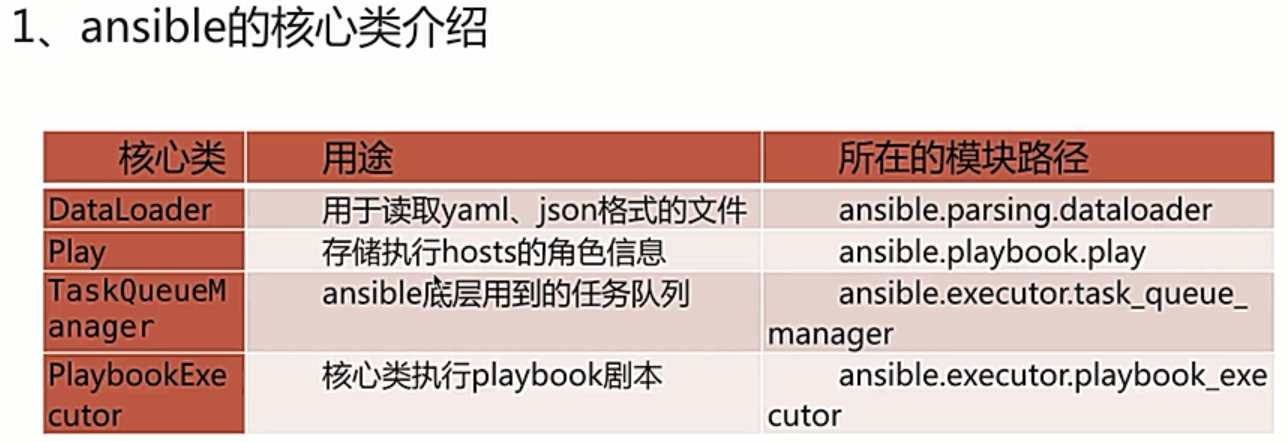 1、ansible的核心类介绍
核心类 用途 所在的模块路径
DataLoader 用于读取yaml、json格式的文件 ansible.parsing.dataloader
Play 存储执行hosts的角色信息 ansible.playbook.play
TaskQueueM ansible底层用到的任务队列 ansible.executor.task_queue_
anager manager
PlaybookExe 核心类执行playbook剧本 ansible.executor.playbook_exe
cutor cutor